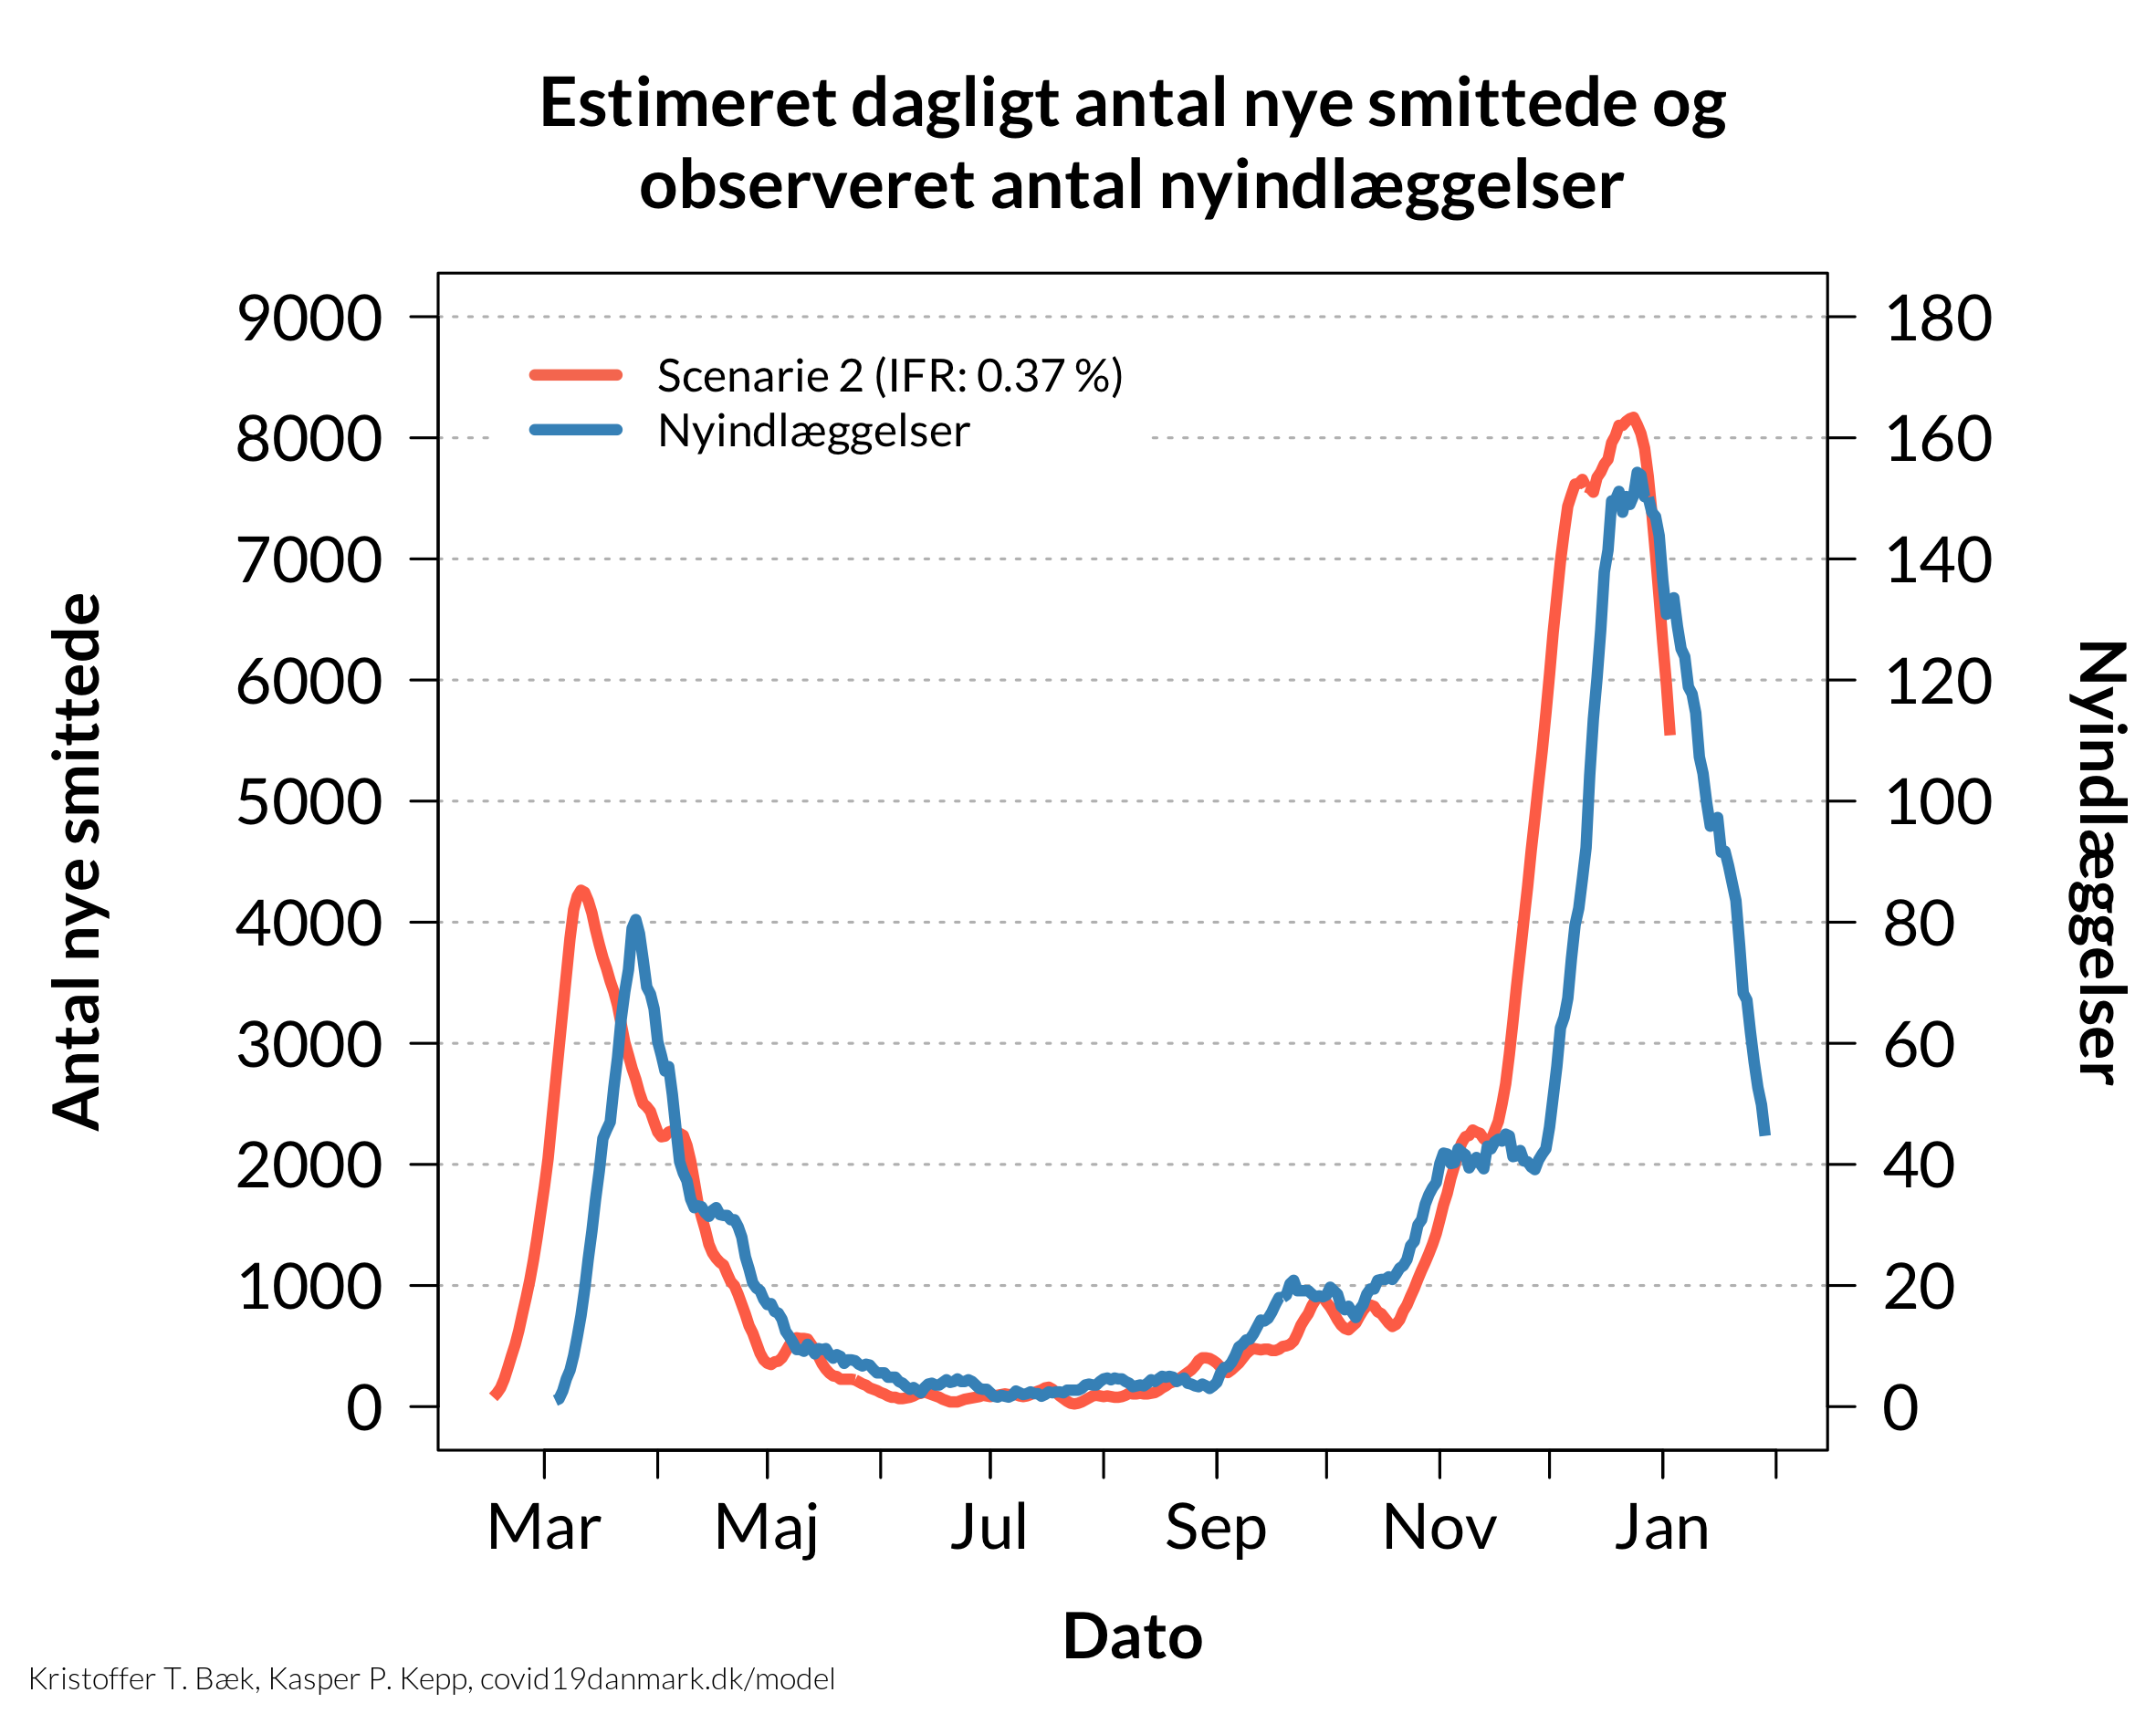 Estimeret dagligt antal nye smittede og
observeret antal nyindlæggelser
Scenarie 2 (IFR: 0.37 %)
Nyindlæggelser
Antal nye smittede
9000
8000
7000
6000
5000
4000
3000
2000
1000
0
180
160
140
120
100
80
60
40
20
0
Nyindlæggelser
Mar Maj Jul Sep Nov Jan
Dato
Kristoffer T. Bæk, Kasper P. Kepp, covid19danmark.dk/model